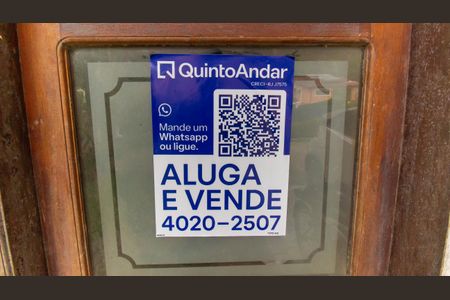 QuintoAndar
CRECI-RJ J7575
Mande um
Whatsapp
ou ligue.
ALUGA
E VENDE
4020-2507